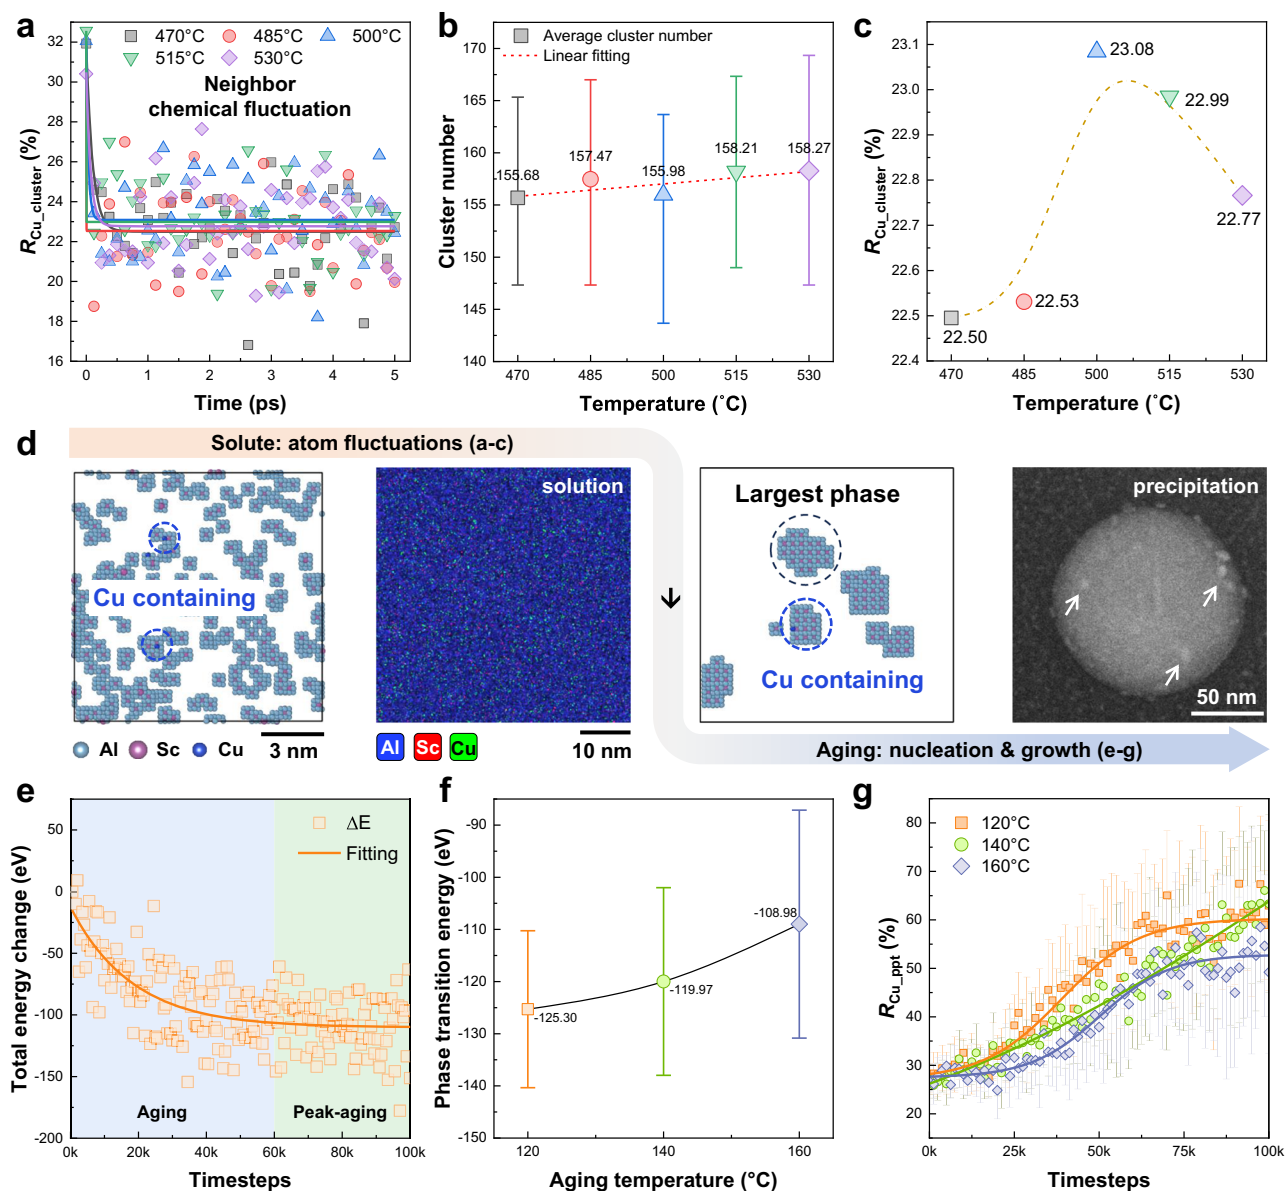 a
470°C
485°C
500°C
515°C
530°C
Neighbor
chemical fluctuation
R_Cu_cluster (%)
34
32
30
28
26
24
22
20
18
16
0
1
2
3
4
5
Time (ps)
b
Average cluster number
Linear fitting
Cluster number
170
165
160
155
150
145
140
155.68
157.47
155.98
158.21
158.27
470
485
500
515
530
Temperature (˚C)
c
R_Cu_cluster (%)
23.1
23.0
22.9
22.8
22.7
22.6
22.5
22.4
23.08
22.99
22.77
22.53
22.50
470
485
500
515
530
Temperature (˚C)
d
Solute: atom fluctuations (a-c)
Cu containing
Al
Sc
Cu
3 nm
solution
Al
Sc
Cu
10 nm
Largest phase
Cu containing
precipitation
50 nm
Aging: nucleation & growth (e-g)
e
ΔE
Fitting
Total energy change (eV)
50
0
-50
-100
-150
-200
Aging
Peak-aging
0k
20k
40k
60k
80k
100k
Timesteps
f
Phase transition energy (eV)
-90
-100
-110
-120
-130
-140
-150
-125.30
-119.97
-108.98
120
140
160
Aging temperature (°C)
g
120°C
140°C
160°C
R_Cu_ppt (%)
80
70
60
50
40
30
20
0k
25k
50k
75k
100k
Timesteps